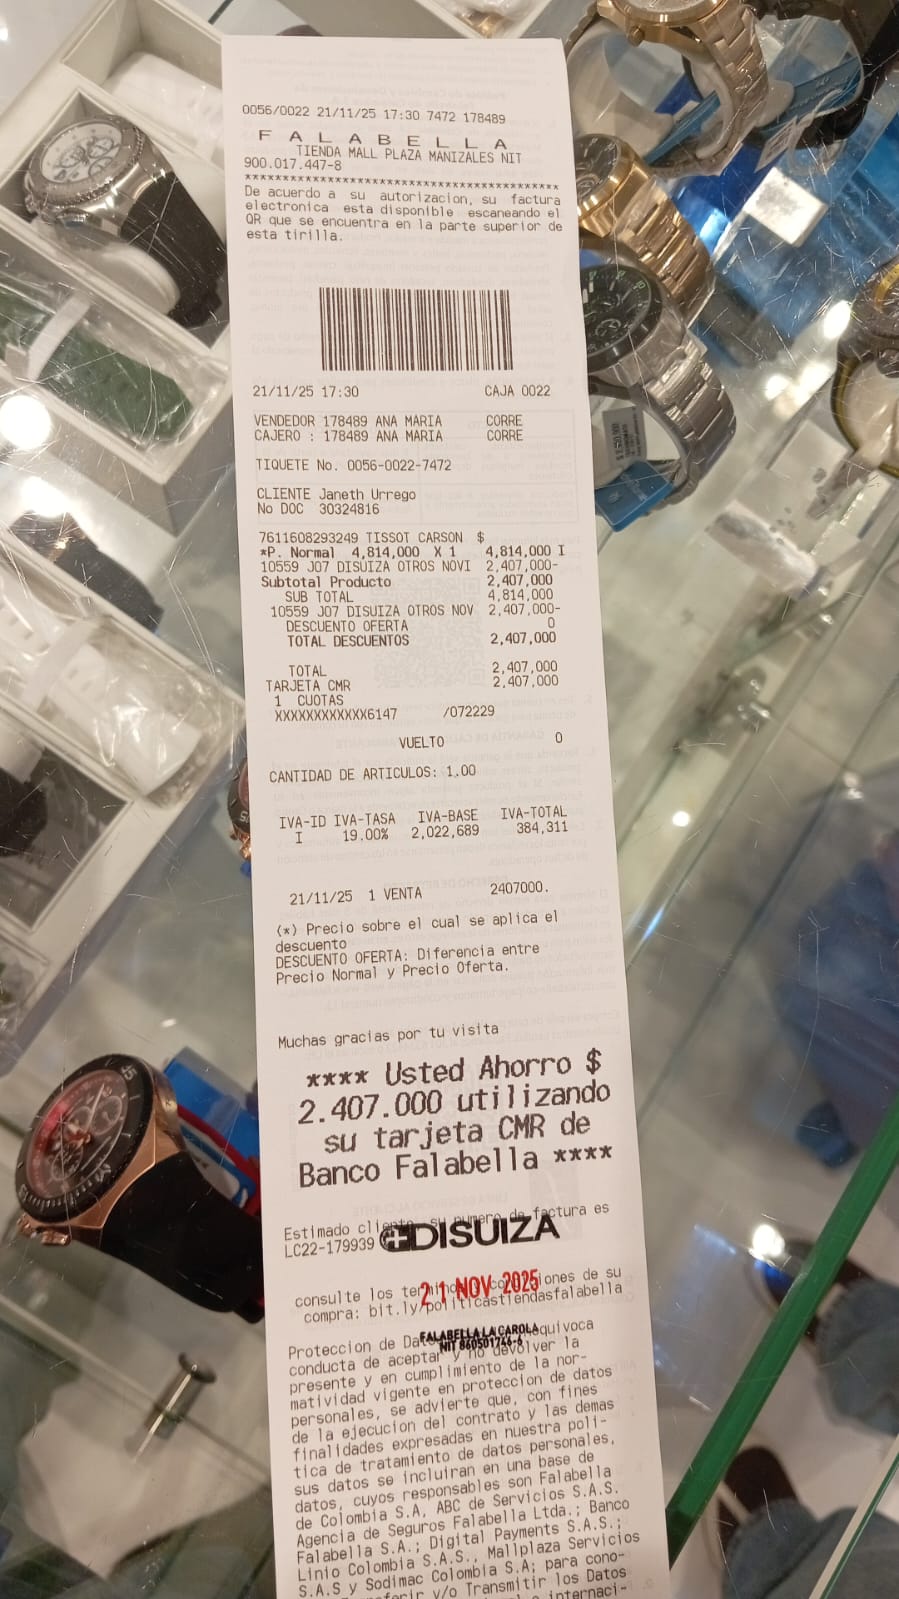 0056/0022 21/11/25 17:30 7472 178489
F A L A B E L L A
TIENDA MALL PLAZA MANIZALES NIT
900.017.447-8
******************************************
De acuerdo a su autorizacion, su factura
electronica esta disponible escaneando el
QR que se encuentra en la parte superior de
esta tirilla.
21/11/25 17:30 CAJA 0022
VENDEDOR 178489 ANA MARIA CORRE
CAJERO : 178489 ANA MARIA CORRE
TIQUETE No. 0056-0022-7472
CLIENTE Janeth Urrego
No DOC 30324816
7611608293249 TISSOT CARSON $
*P. Normal 4,814,000 X 1 4,814,000 I
10559 J07 DISUIZA OTROS NOVI 2,407,000-
Subtotal Producto 2,407,000
SUB TOTAL 4,814,000
10559 J07 DISUIZA OTROS NOV 2,407,000-
DESCUENTO OFERTA 0
TOTAL DESCUENTOS 2,407,000
TOTAL 2,407,000
TARJETA CMR 2,407,000
1 CUOTAS
XXXXXXXXXXXX6147 /072229
VUELTO 0
CANTIDAD DE ARTICULOS: 1.00
IVA-ID IVA-TASA IVA-BASE IVA-TOTAL
I 19.00% 2,022,689 384,311
21/11/25 1 VENTA 2407000.
(*) Precio sobre el cual se aplica el
descuento
DESCUENTO OFERTA: Diferencia entre
Precio Normal y Precio Oferta.
Muchas gracias por tu visita
**** Usted Ahorro $
2.407.000 utilizando
su tarjeta CMR de
Banco Falabella ****
Estimado cliente, su numero de factura es
LC22-179939
DISUIZA
21 NOV 2025
consulte los terminos y condiciones de su
compra: bit.ly/politicastiendasfalabella
FALABELLA LA CAROLA
NIT 860501746-6
Proteccion de
conducta de aceptar y no devolver la
presente y en cumplimiento de la nor-
matividad vigente en proteccion de datos
personales, se advierte que, con fines
de la ejecucion del contrato y las demas
finalidades expresadas en nuestra poli-
tica de tratamiento de datos personales,
sus datos se incluiran en una base de
datos, cuyos responsables son Falabella
de Colombia S.A, ABC de Servicios S.A.S.
Agencia de Seguros Falabella Ltda.; Banco
Falabella S.A.; Digital Payments S.A.S.;
Linio Colombia S.A.S., Mallplaza Servicios
S.A.S y Sodimac Colombia S.A; para cono-
y/o Transmitir los Datos
internaci-